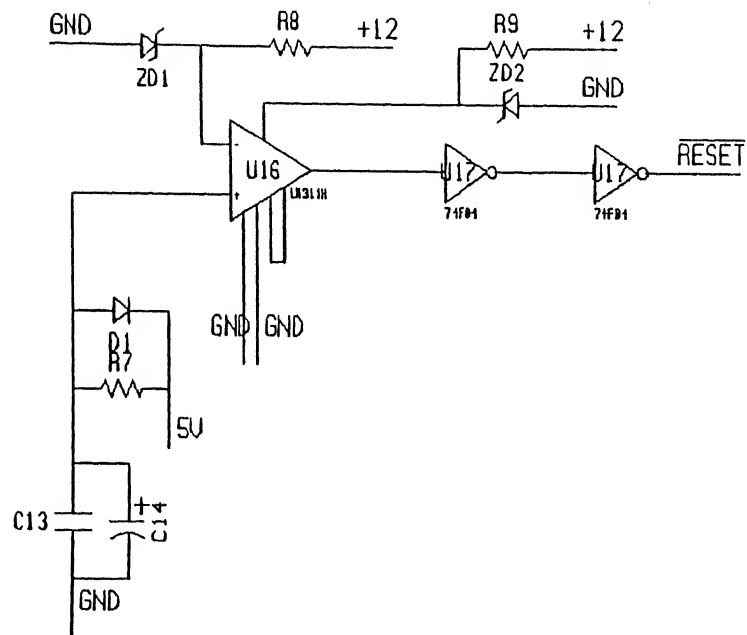 GND
R8
+12
R9
+12
ZD1
ZD2
GND
U16
LM311H
U17
U17
RESET
74F04
74F04
GND
GND
D1
R7
5V
C13
+
C14
GND